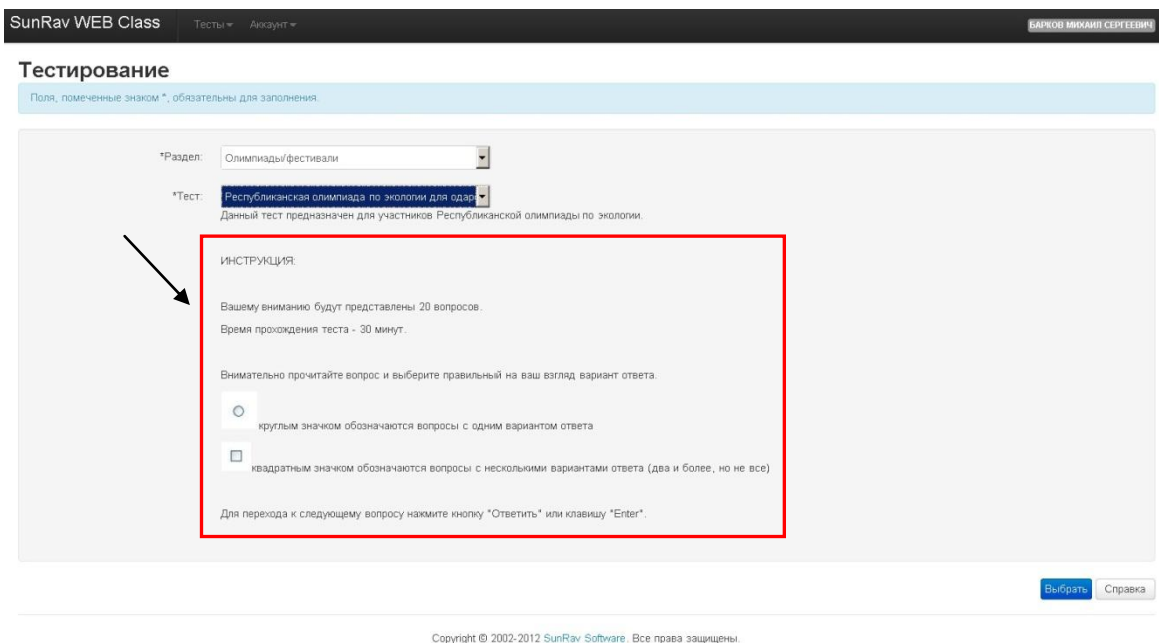 SunRav WEB Class Тесты Аккаунт БАРКОВ МИХАИЛ СЕРГЕЕВИЧ
Тестирование
Поля, помеченные знаком *, обязательны для заполнения.
*Раздел: Олимпиады/фестивали
*Тест: Республиканская олимпиада по экологии для одар
Данный тест предназначен для участников Республиканской олимпиады по экологии.
ИНСТРУКЦИЯ:
Вашему вниманию будут представлены 20 вопросов.
Время прохождения теста - 30 минут.
Внимательно прочитайте вопрос и выберите правильный на ваш взгляд вариант ответа.
круглым значком обозначаются вопросы с одним вариантом ответа
квадратным значком обозначаются вопросы с несколькими вариантами ответа (два и более, но не все)
Для перехода к следующему вопросу нажмите кнопку "Ответить" или клавишу "Enter".
Выбрать Справка
Copyright © 2002-2012 SunRav Software. Все права защищены.